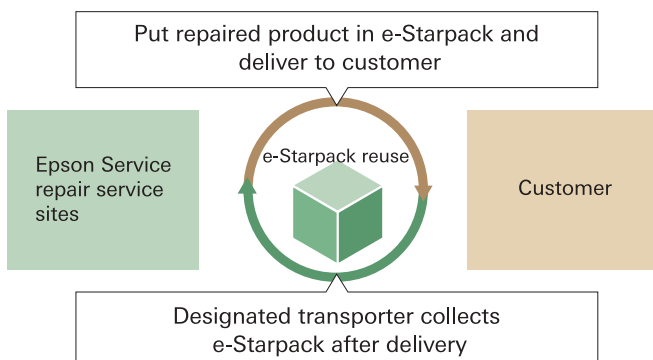 Put repaired product in e-Starpack and
deliver to customer
Epson Service
repair service
sites
e-Starpack reuse
Customer
Designated transporter collects
e-Starpack after delivery